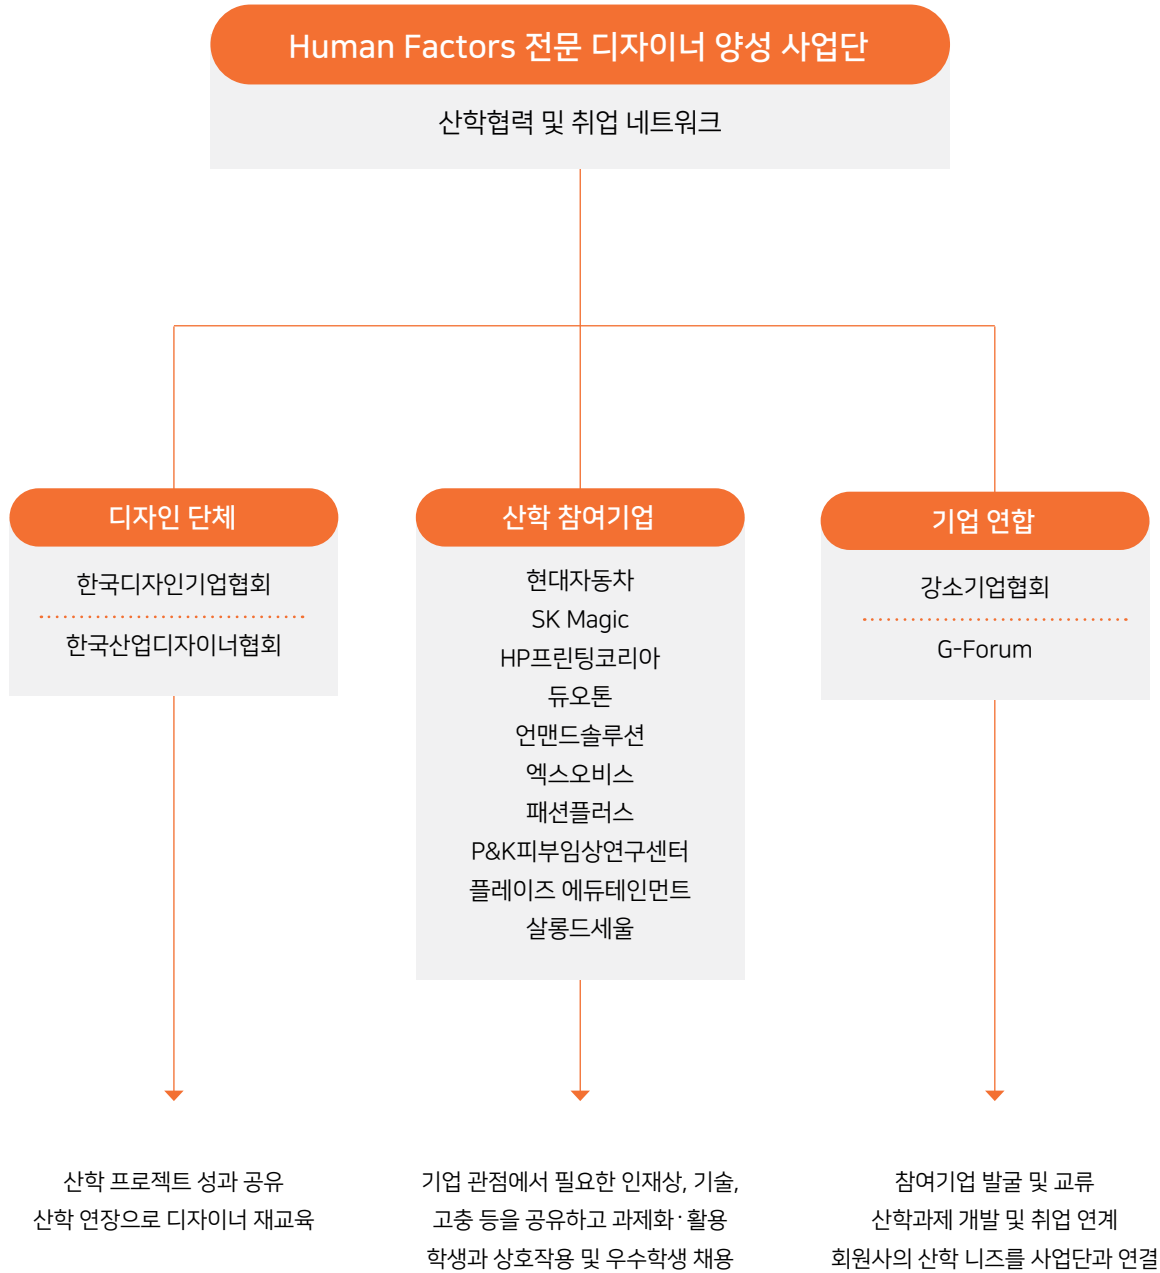 Human Factors 전문 디자이너 양성 사업단
산학협력 및 취업 네트워크
디자인 단체
한국디자인기업협회
한국산업디자이너협회
산학 프로젝트 성과 공유
산학 연장으로 디자이너 재교육
산학 참여기업
현대자동차
SK Magic
HP프린팅코리아
듀오톤
언맨드솔루션
엑스오비스
패션플러스
P&K피부임상연구센터
플레이즈 에듀테인먼트
살롱드세울
기업 관점에서 필요한 인재상, 기술,
고충 등을 공유하고 과제화·활용
학생과 상호작용 및 우수학생 채용
기업 연합
강소기업협회
G-Forum
참여기업 발굴 및 교류
산학과제 개발 및 취업 연계
회원사의 산학 니즈를 사업단과 연결